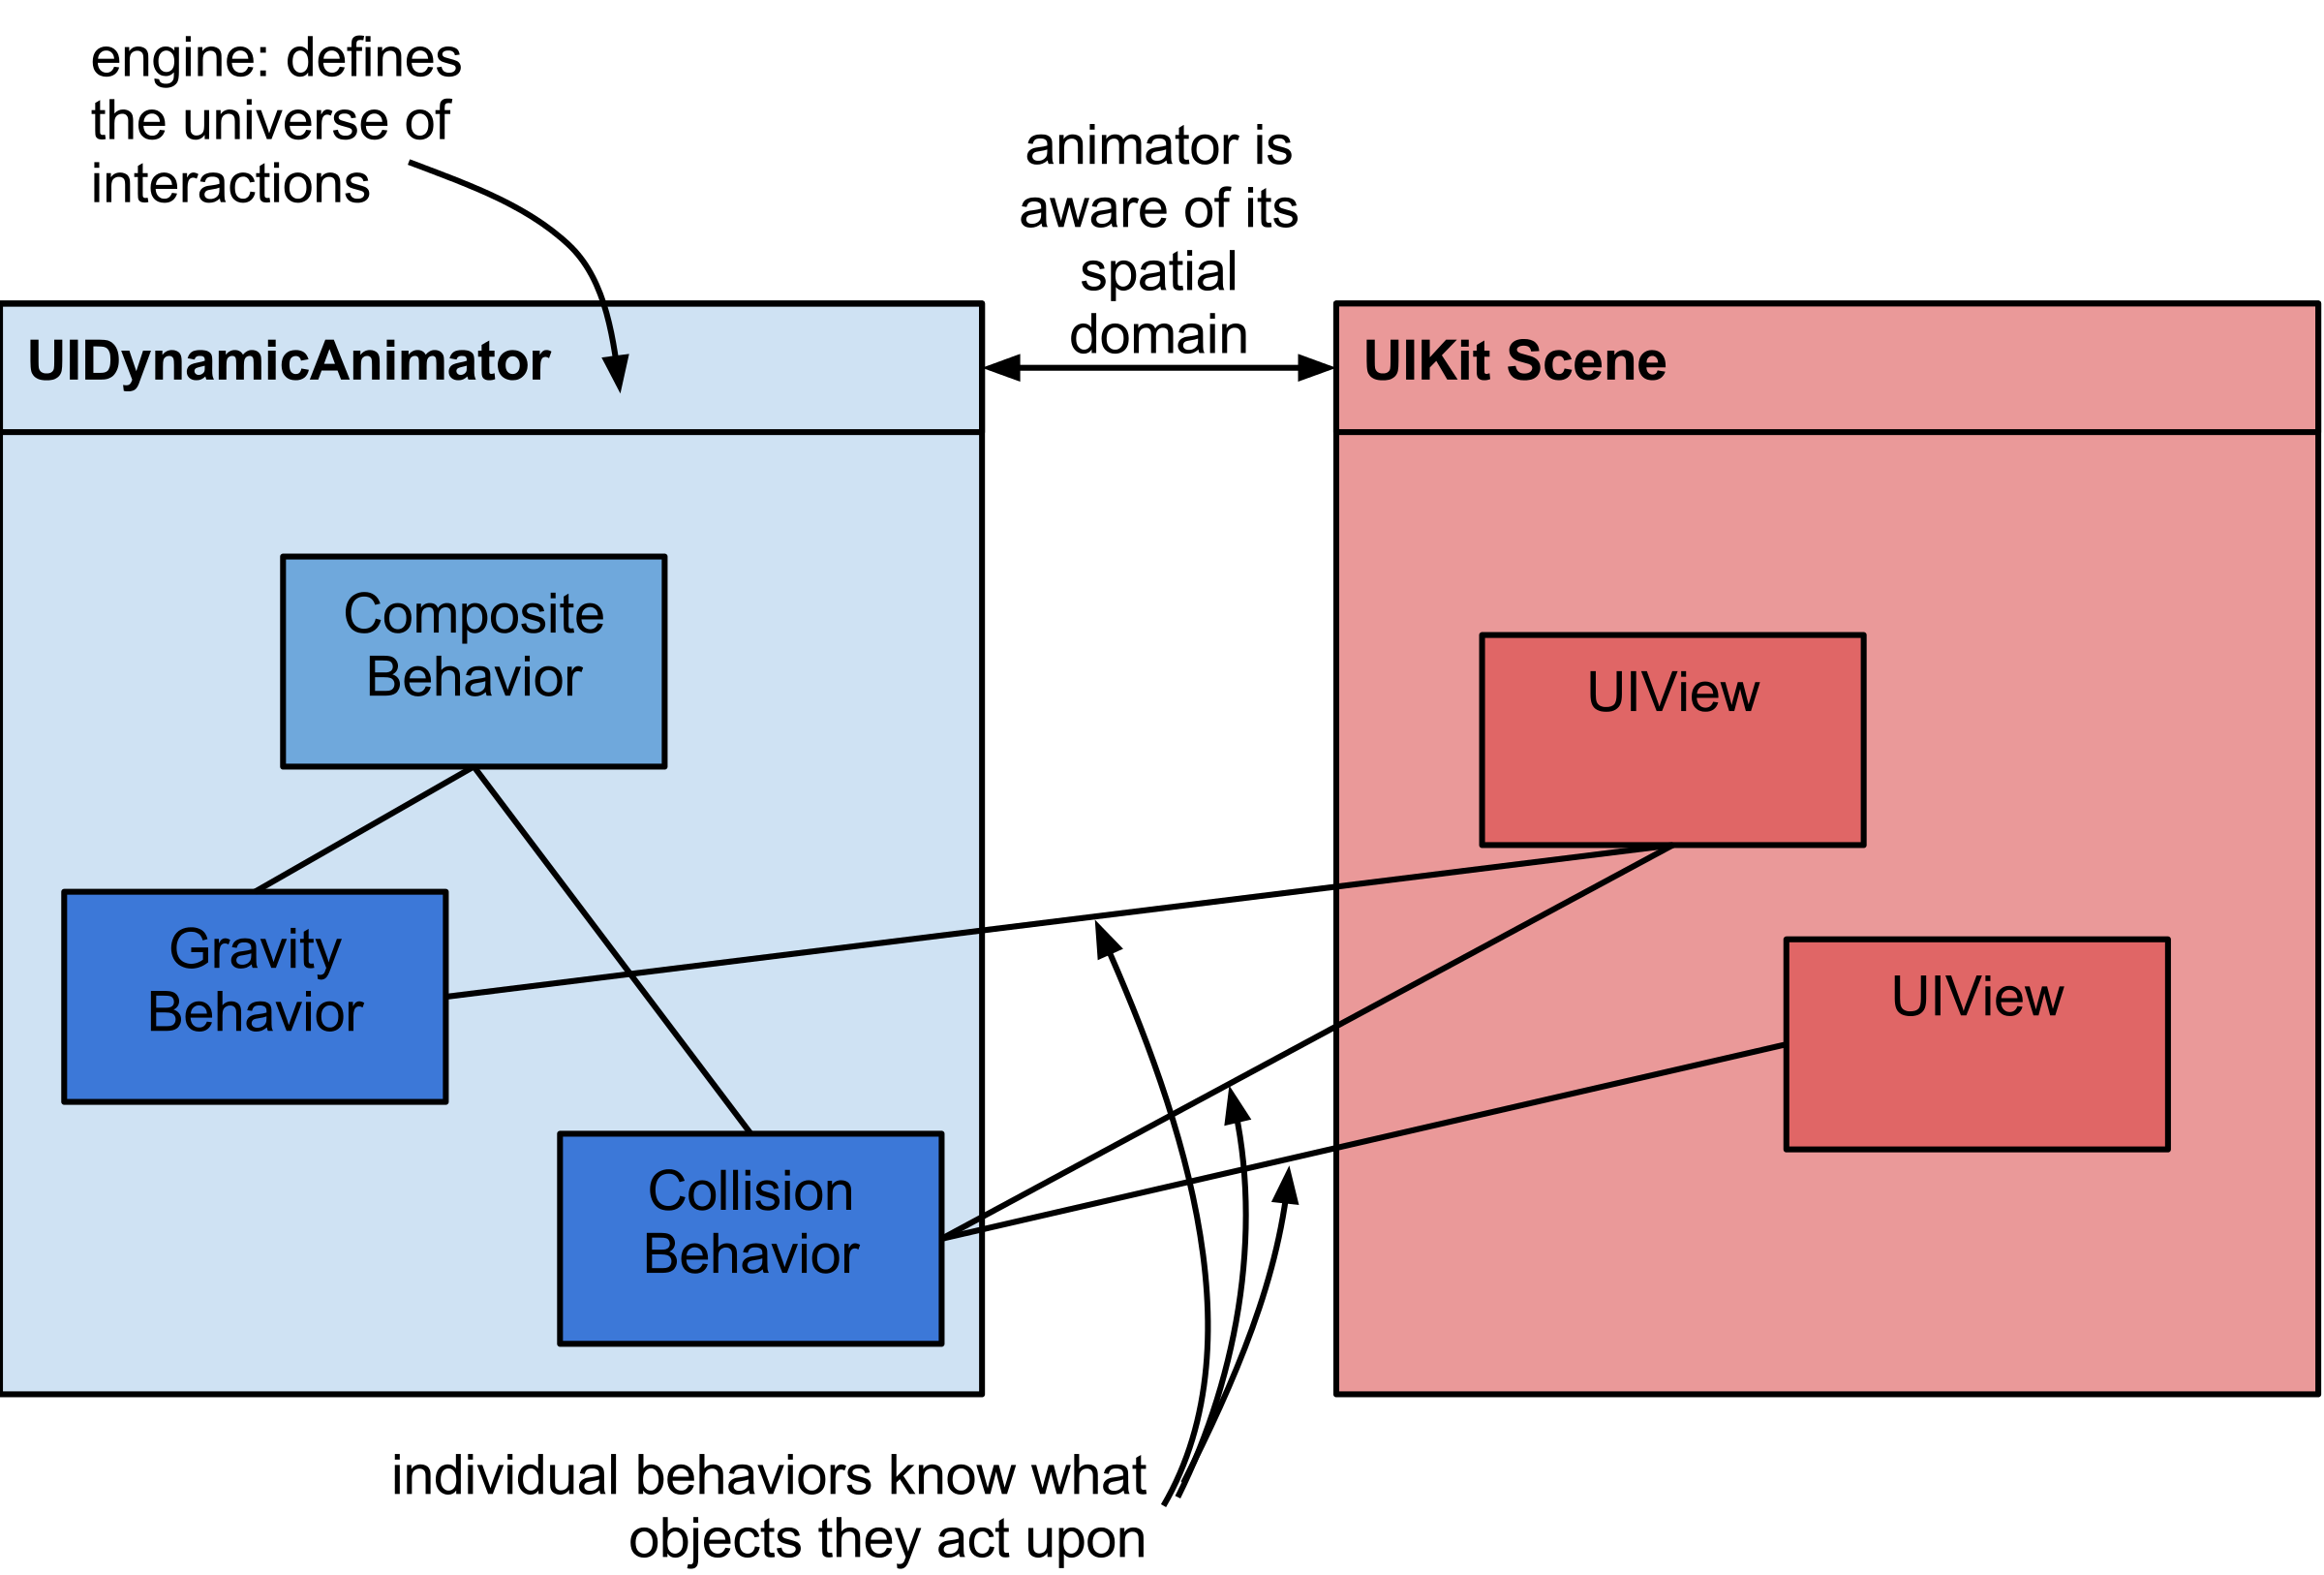 engine: defines
the universe of
interactions
animator is
aware of its
spatial
domain
UIDynamicAnimator
UIKit Scene
Composite
Behavior
UIView
Gravity
Behavior
UIView
Collision
Behavior
individual behaviors know what
objects they act upon